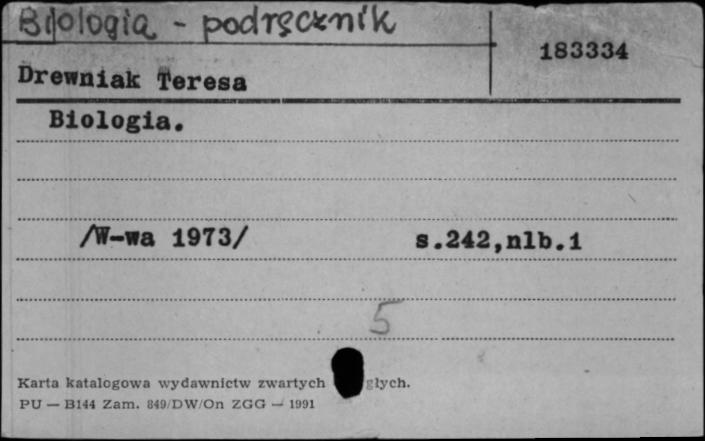 Biologia - podręcznik
183334
Drewniak Teresa
Biologia.
/W-wa 1973/ s.242,nlb.1
5
Karta katalogowa wydawnictw zwartych głych.
PU — B144 Zam. 849/DW/On ZGG — 1991